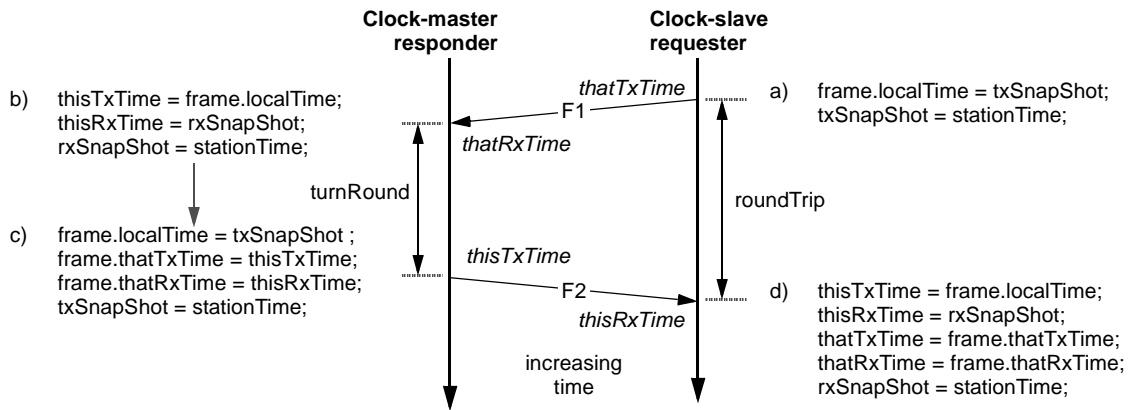 Clock-master
responder
Clock-slave
requester
b) thisTxTime = frame.localTime;
thisRxTime = rxSnapShot;
rxSnapShot = stationTime;
thatTxTime
F1
thatRxTime
a) frame.localTime = txSnapShot;
txSnapShot = stationTime;
turnRound
roundTrip
c) frame.localTime = txSnapShot ;
frame.thatTxTime = thisTxTime;
frame.thatRxTime = thisRxTime;
txSnapShot = stationTime;
thisTxTime
F2
thisRxTime
d) thisTxTime = frame.localTime;
thisRxTime = rxSnapShot;
thatTxTime = frame.thatTxTime;
thatRxTime = frame.thatRxTime;
rxSnapShot = stationTime;
increasing
time